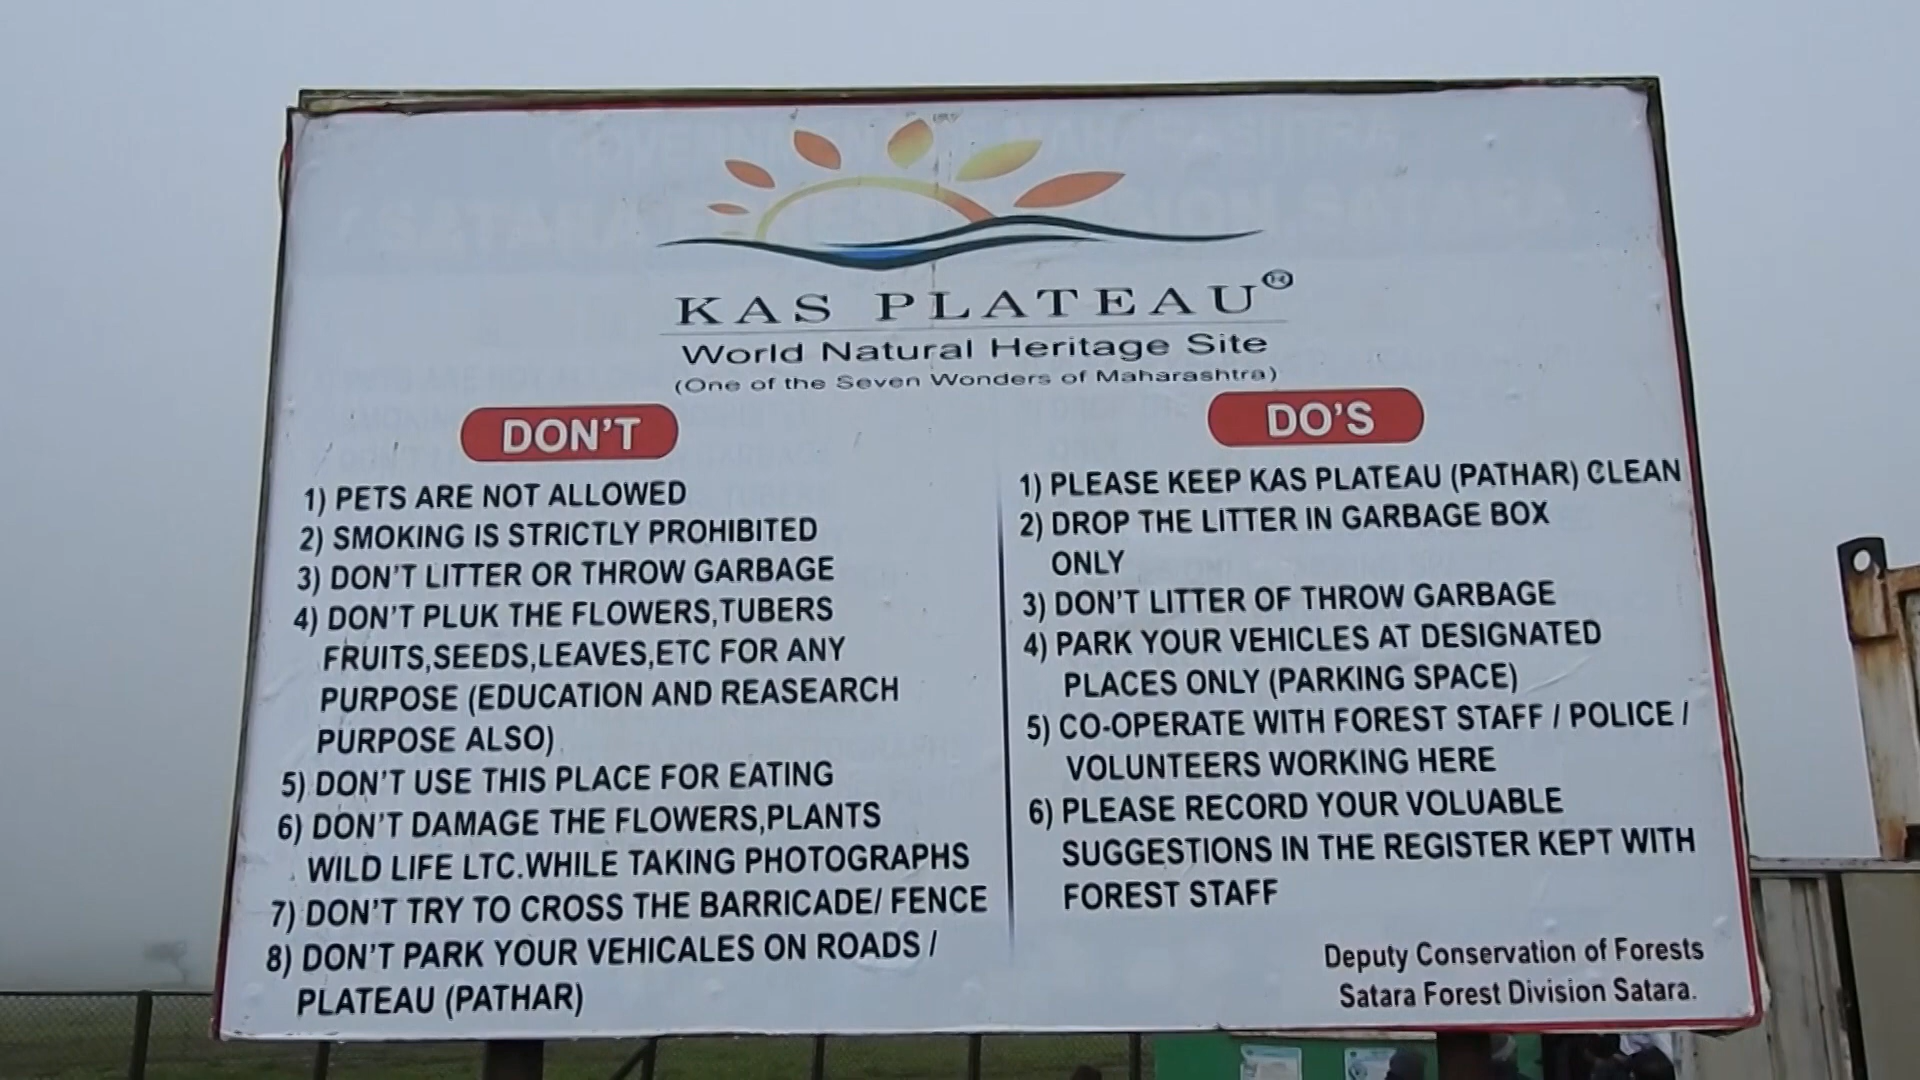 KAS PLATEAU®
World Natural Heritage Site
(One of the Seven Wonders of Maharashtra)
DON'T
1) PETS ARE NOT ALLOWED
2) SMOKING IS STRICTLY PROHIBITED
3) DON'T LITTER OR THROW GARBAGE
4) DON'T PLUK THE FLOWERS,TUBERS
FRUITS,SEEDS,LEAVES,ETC FOR ANY
PURPOSE (EDUCATION AND REASEARCH
PURPOSE ALSO)
5) DON'T USE THIS PLACE FOR EATING
6) DON'T DAMAGE THE FLOWERS,PLANTS
WILD LIFE LTC.WHILE TAKING PHOTOGRAPHS
7) DON'T TRY TO CROSS THE BARRICADE/ FENCE
8) DON'T PARK YOUR VEHICALES ON ROADS /
PLATEAU (PATHAR)
DO'S
1) PLEASE KEEP KAS PLATEAU (PATHAR) CLEAN
2) DROP THE LITTER IN GARBAGE BOX
ONLY
3) DON'T LITTER OF THROW GARBAGE
4) PARK YOUR VEHICLES AT DESIGNATED
PLACES ONLY (PARKING SPACE)
5) CO-OPERATE WITH FOREST STAFF / POLICE /
VOLUNTEERS WORKING HERE
6) PLEASE RECORD YOUR VOLUABLE
SUGGESTIONS IN THE REGISTER KEPT WITH
FOREST STAFF
Deputy Conservation of Forests
Satara Forest Division Satara.